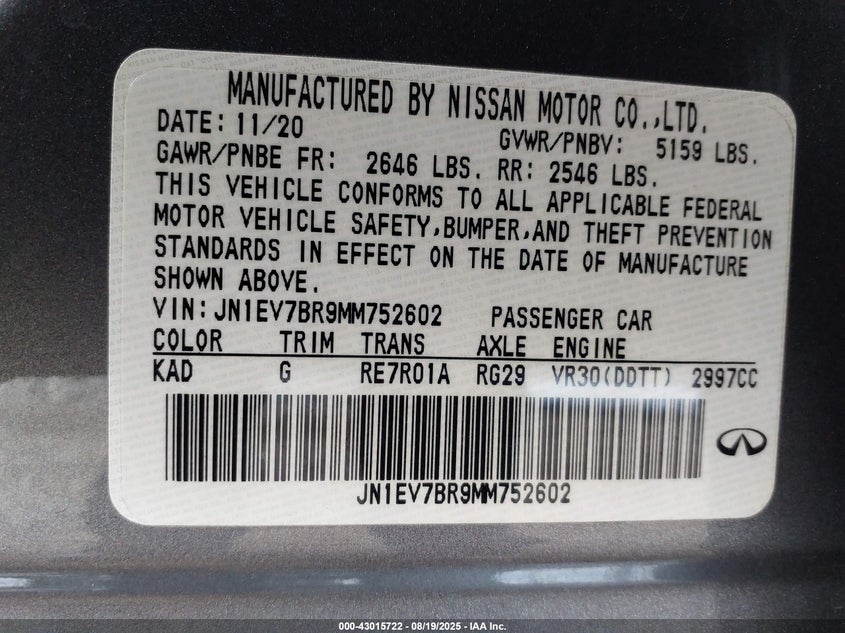 MANUFACTURED BY NISSAN MOTOR CO.,LTD.
DATE: 11/20 GVWR/PNBV: 5159 LBS.
GAWR/PNBE FR: 2646 LBS. RR: 2546 LBS.
THIS VEHICLE CONFORMS TO ALL APPLICABLE FEDERAL
MOTOR VEHICLE SAFETY,BUMPER,AND THEFT PREVENTION
STANDARDS IN EFFECT ON THE DATE OF MANUFACTURE
SHOWN ABOVE.
VIN: JN1EV7BR9MM752602 PASSENGER CAR
COLOR TRIM TRANS AXLE ENGINE
KAD G RE7R01A RG29 VR30(DDTT) 2997CC
JN1EV7BR9MM752602
000-43015722 - 08/19/2025 - IAA Inc.